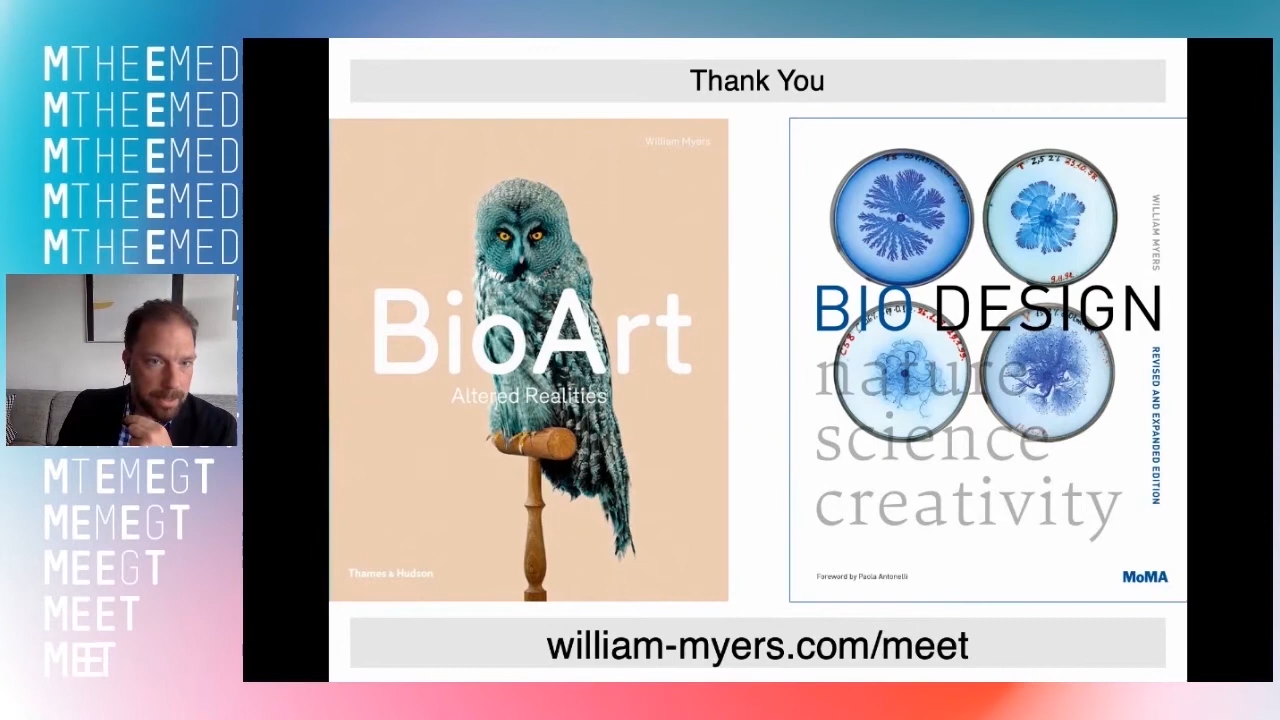 MTHEEMED
MTHEEMED
MTHEEMED
MTHEEMED
MTHEEMED
MTEMEGT
MEMEGT
MEEGT
MEET
MEET
Thank You
William Myers
BioArt
Altered Realities
Thames & Hudson
WILLIAM MYERS
BIO DESIGN
nature
science
creativity
REVISED AND EXPANDED EDITION
Foreword by Paola Antonelli
MoMA
william-myers.com/meet